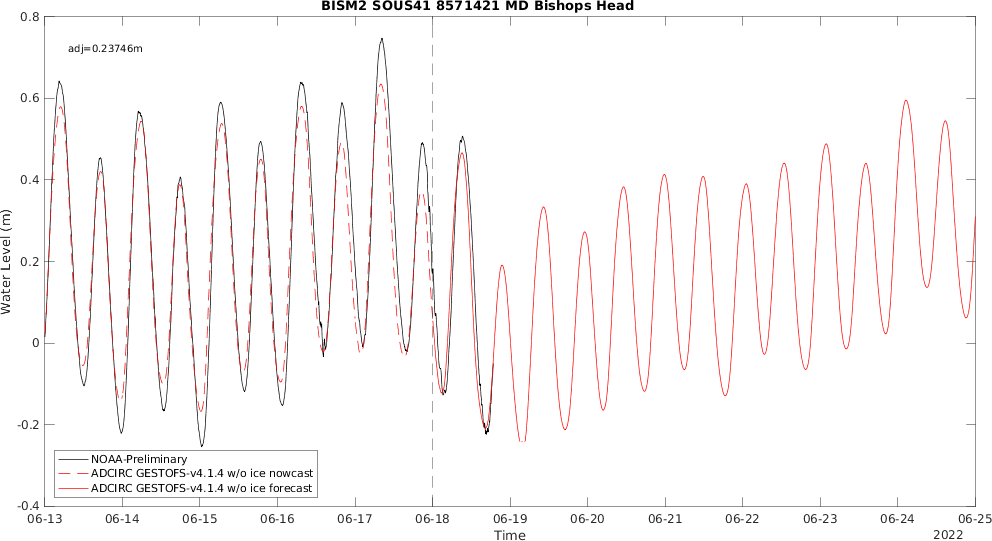 BISM2 SOUS41 8571421 MD Bishops Head
adj=0.23746m
Water Level (m)
0.8
0.6
0.4
0.2
0
-0.2
-0.4
NOAA-Preliminary
ADCIRC GESTOFS-v4.1.4 w/o ice nowcast
ADCIRC GESTOFS-v4.1.4 w/o ice forecast
06-13 06-14 06-15 06-16 06-17 06-18 06-19 06-20 06-21 06-22 06-23 06-24 06-25
Time
2022